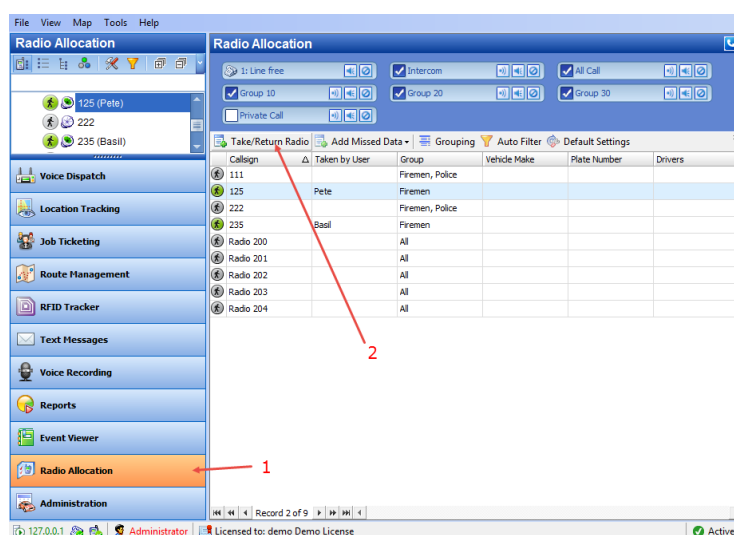 File View Map Tools Help
Radio Allocation
125 (Pete)
222
235 (Basil)
Voice Dispatch
Location Tracking
Job Ticketing
Route Management
RFID Tracker
Text Messages
Voice Recording
Reports
Event Viewer
Radio Allocation
Administration
Radio Allocation
1: Line free Intercom All Call
Group 10 Group 20 Group 30
Private Call
Take/Return Radio Add Missed Data Grouping Auto Filter Default Settings
Callsign Taken by User Group Vehicle Make Plate Number Drivers
111 Firemen, Police
125 Pete Firemen
222 Firemen, Police
235 Basil Firemen
Radio 200 All
Radio 201 All
Radio 202 All
Radio 203 All
Radio 204 All
2
1
Record 2 of 9
127.0.0.1 Administrator Licensed to: demo Demo License Active